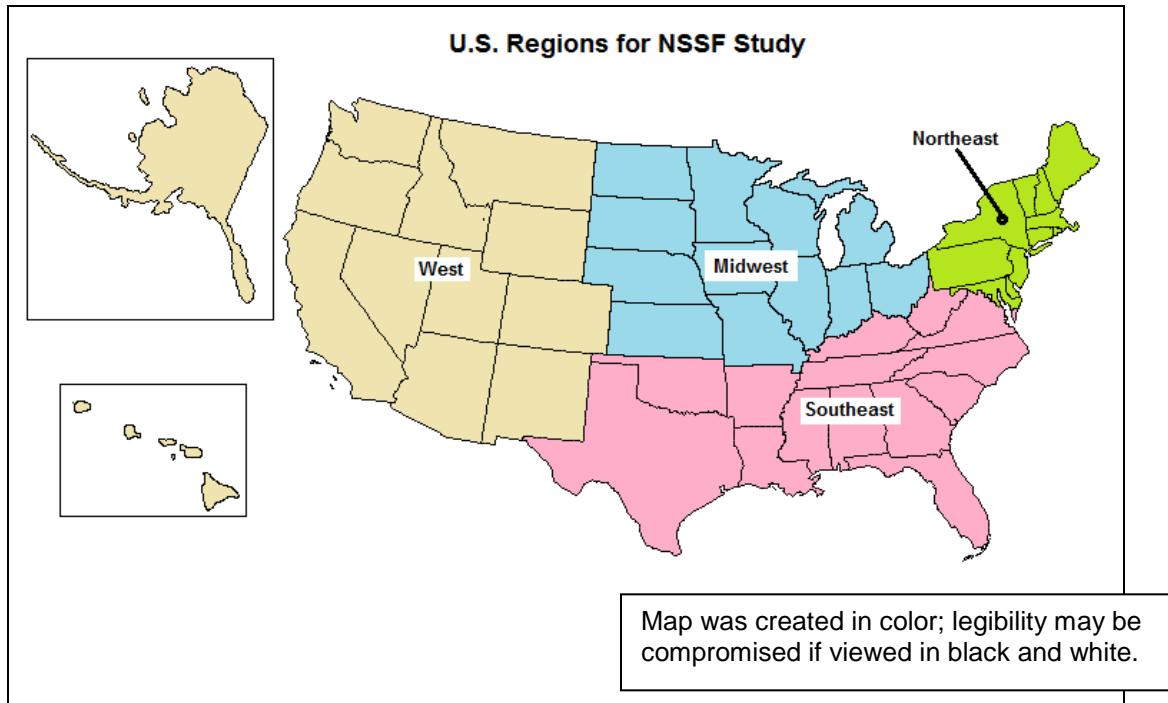 U.S. Regions for NSSF Study
Northeast
West
Midwest
Southeast
Map was created in color; legibility may be
compromised if viewed in black and white.